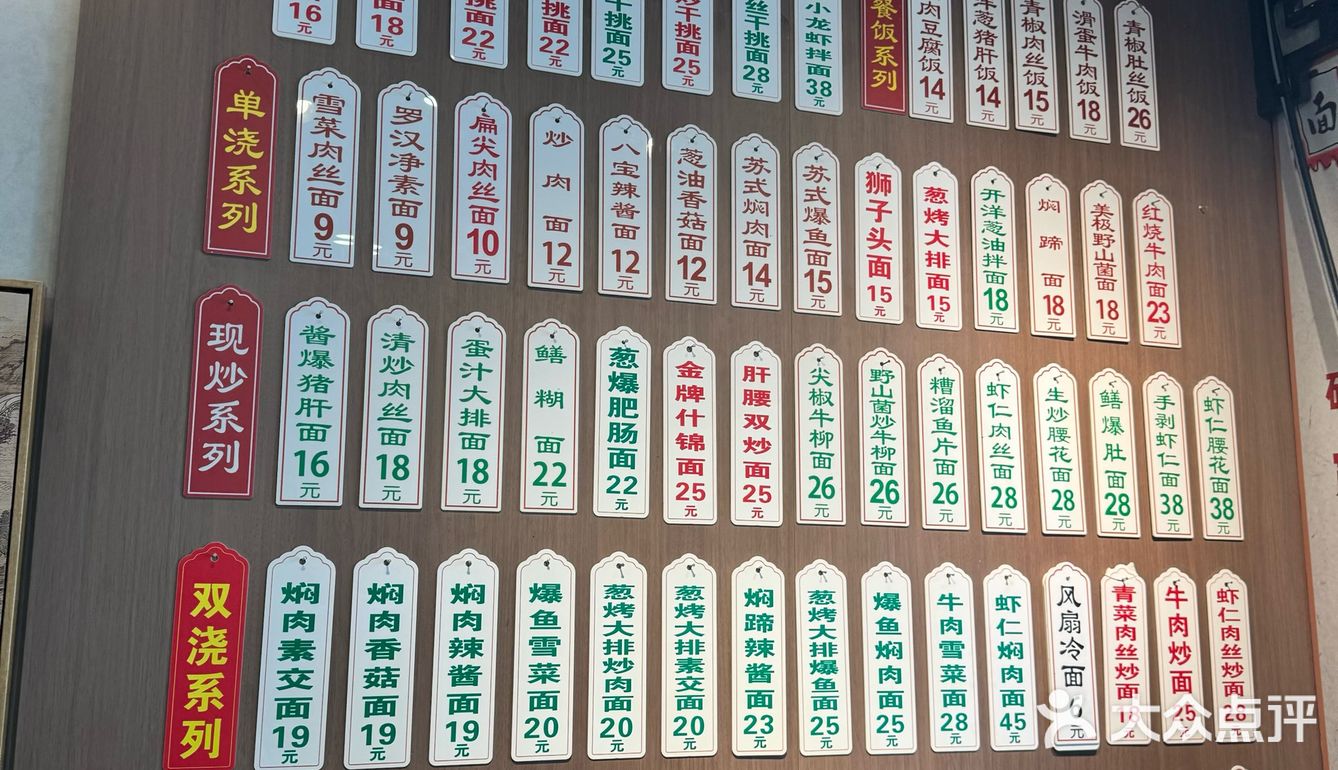 16元
面18元
挑面22元
干挑面22元
干挑面25元
炒干挑面25元
丝干挑面28元
小龙虾拌面38元
餐饭系列
肉豆腐饭14元
葱猪肝饭14元
青椒肉丝饭15元
滑蛋牛肉饭18元
青椒肚丝饭26元
单浇系列
雪菜肉丝面9元
罗汉净素面9元
扁尖肉丝面10元
炒肉面12元
八宝辣酱面12元
葱油香菇面12元
苏式焖肉面14元
苏式爆鱼面15元
狮子头面15元
葱烤大排面15元
开洋葱油拌面18元
焖蹄面18元
美极野山菌面18元
红烧牛肉面23元
面
现炒系列
酱爆猪肝面16元
清炒肉丝面18元
蛋汁大排面18元
鳝糊面22元
葱爆肥肠面22元
金牌什锦面25元
肝腰双炒面25元
尖椒牛柳面26元
野山菌炒牛柳面26元
糟溜鱼片面26元
虾仁肉丝面28元
生炒腰花面28元
鳝爆肚面28元
手剥虾仁面38元
虾仁腰花面38元
双浇系列
焖肉素交面19元
焖肉香菇面19元
焖肉辣酱面19元
爆鱼雪菜面20元
葱烤大排炒肉面20元
葱烤大排素交面20元
焖蹄辣酱面23元
葱烤大排爆鱼面25元
爆鱼焖肉面25元
牛肉雪菜面28元
虾仁焖肉面45元
风扇冷面元
青菜肉丝炒面18元
牛肉炒面25元
虾仁肉丝炒面28元
大众点评